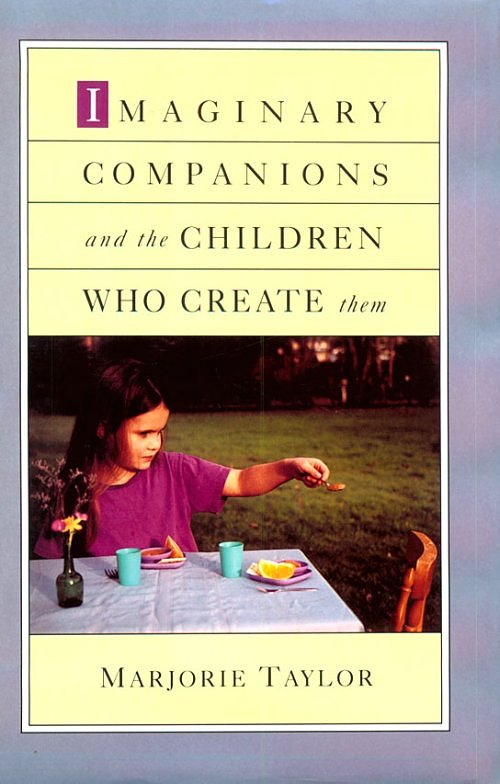 IMAGINARY
COMPANIONS
and the CHILDREN
WHO CREATE them
MARJORIE TAYLOR